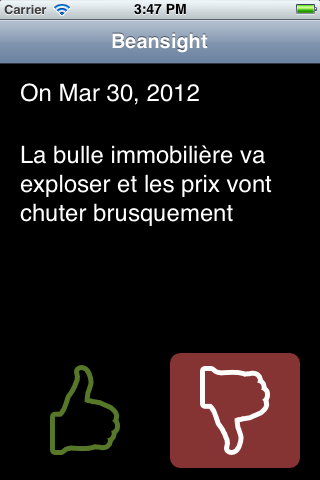 Carrier 3:47 PM
Beansight
On Mar 30, 2012
La bulle immobilière va
exploser et les prix vont
chuter brusquement